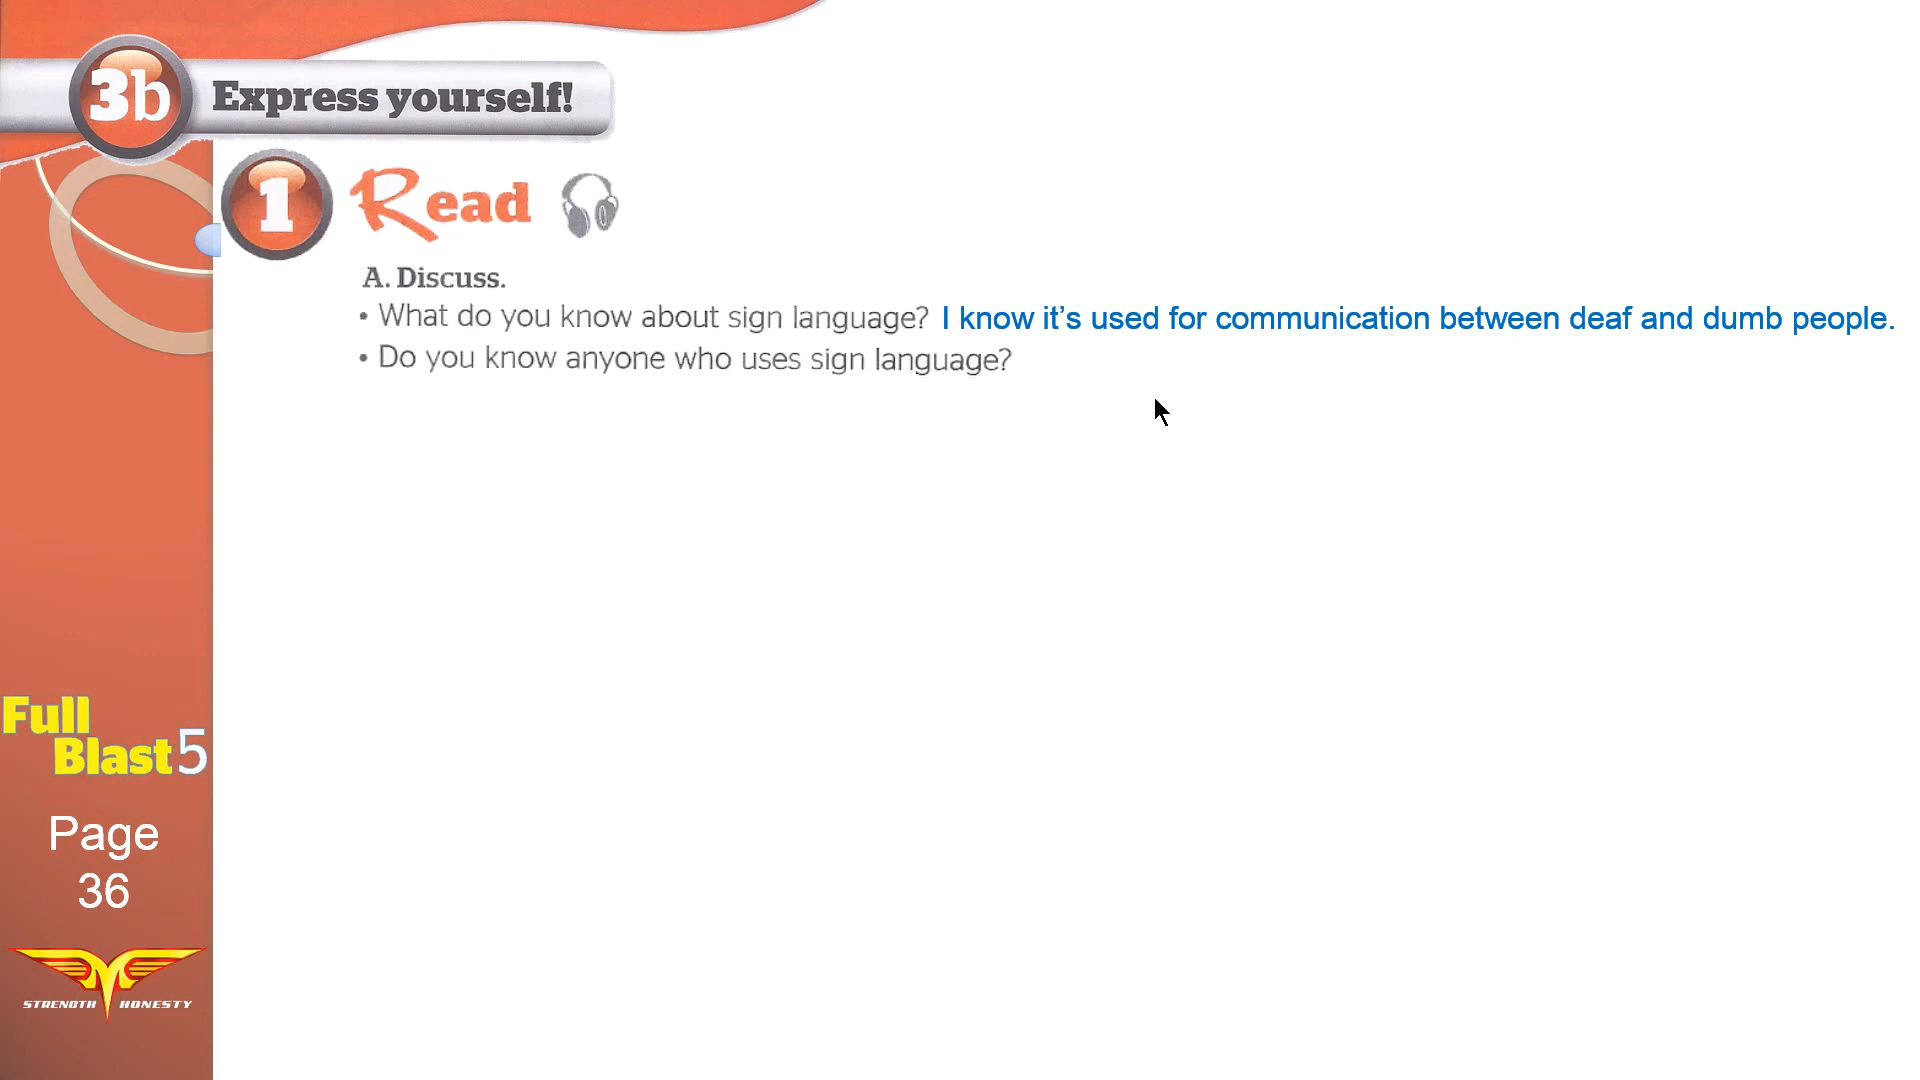 3b Express yourself!
1 Read
A. Discuss.
• What do you know about sign language? I know it’s used for communication between deaf and dumb people.
• Do you know anyone who uses sign language?
Full
Blast 5
Page
36
STRENGTH HONESTY